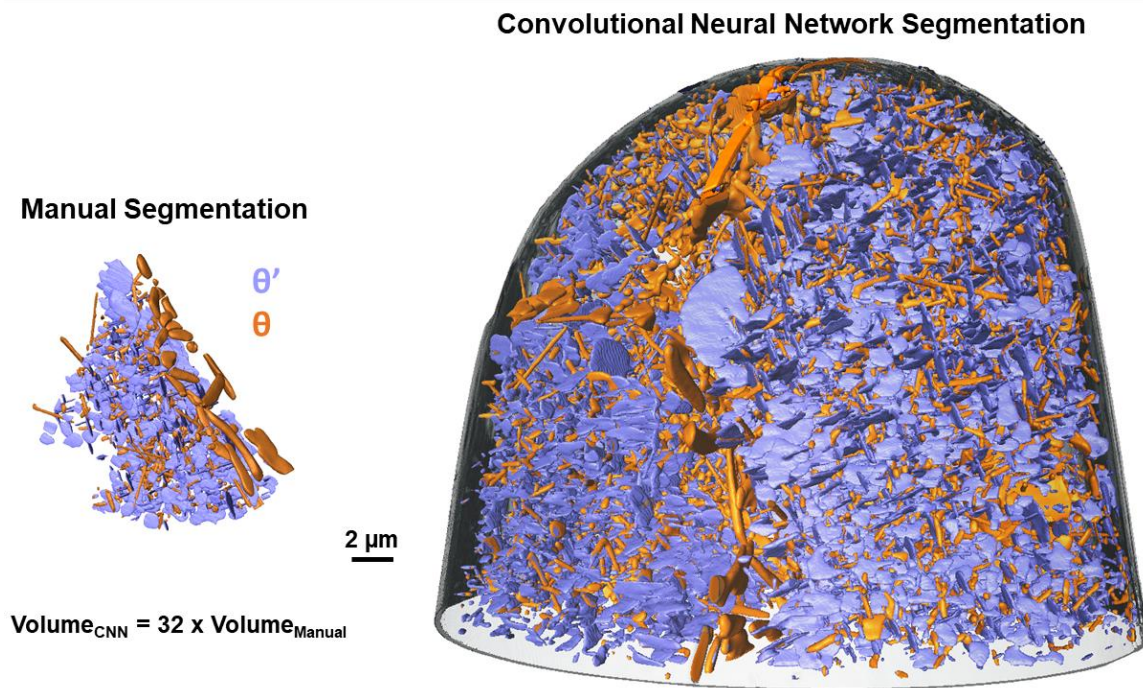 Convolutional Neural Network Segmentation
Manual Segmentation
θ'
θ
2 µm
Volume_CNN = 32 x Volume_Manual